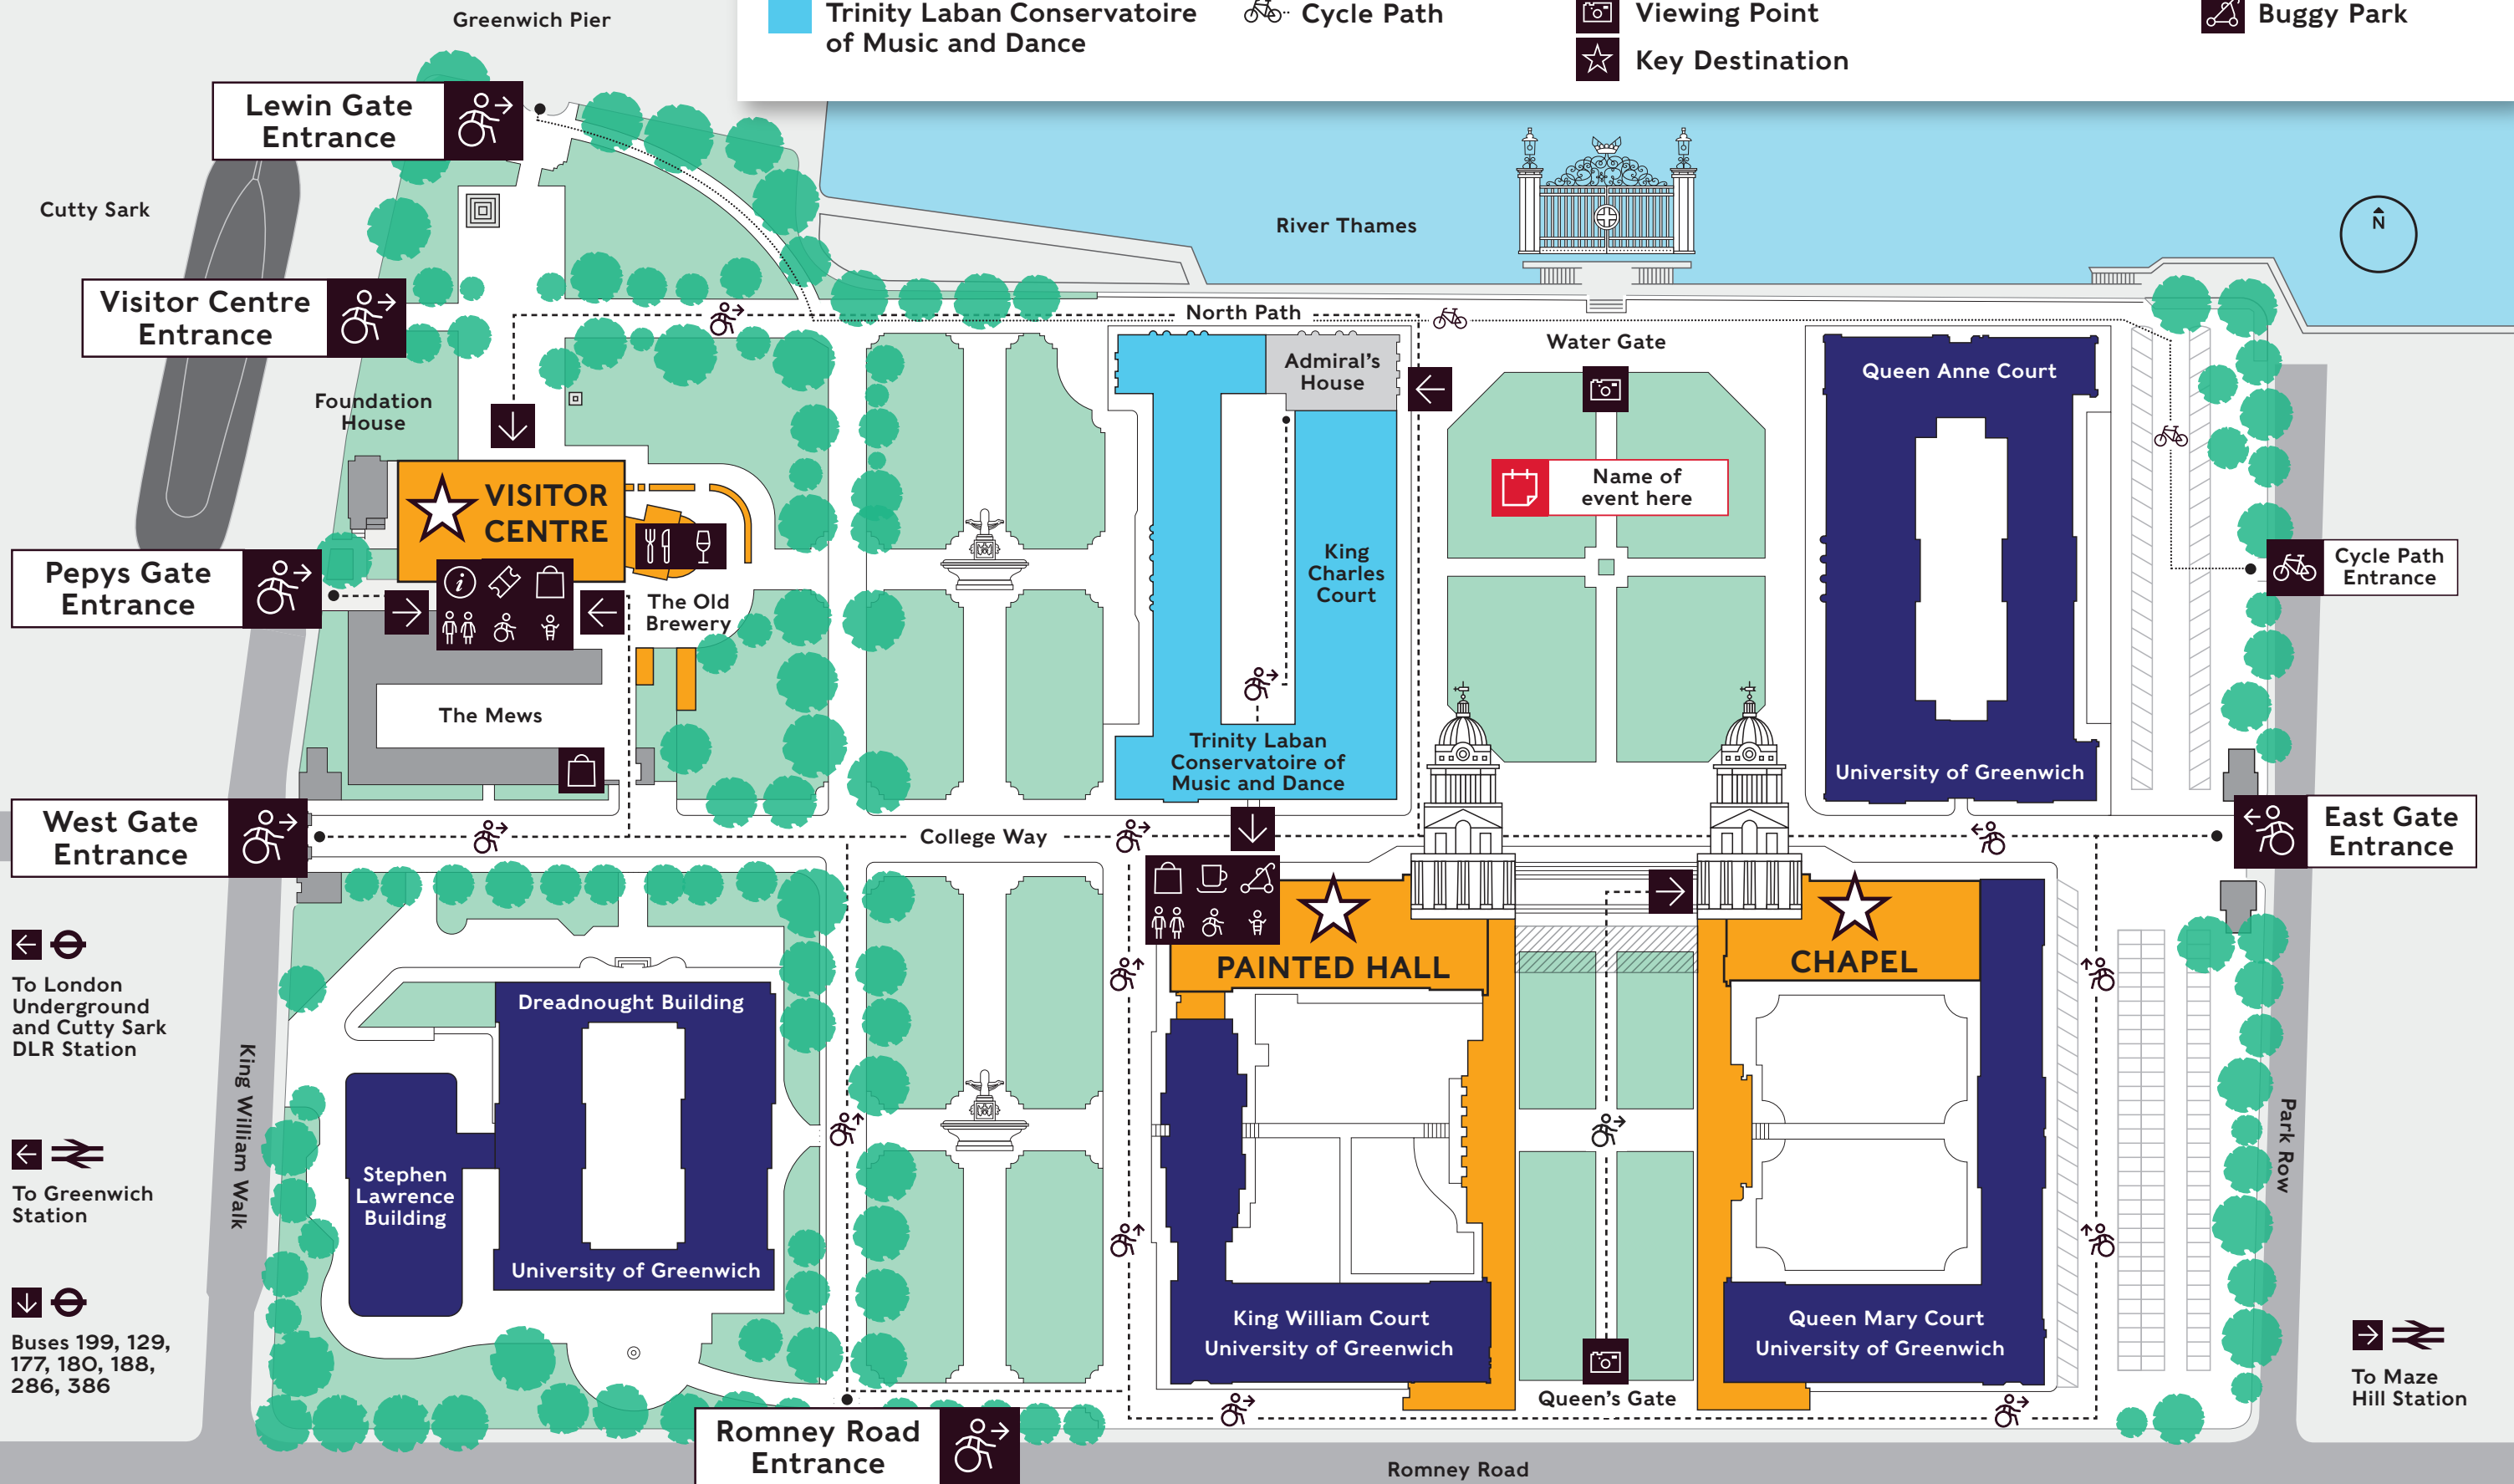 Greenwich Pier
Trinity Laban Conservatoire
of Music and Dance
Cycle Path
Viewing Point
Key Destination
Buggy Park
Lewin Gate
Entrance
Cutty Sark
River Thames
N
Visitor Centre
Entrance
North Path
Water Gate
Admiral's
House
Queen Anne Court
Foundation
House
VISITOR
CENTRE
Name of
event here
King
Charles
Court
Pepys Gate
Entrance
Cycle Path
Entrance
The Old
Brewery
The Mews
Trinity Laban
Conservatoire of
Music and Dance
University of Greenwich
West Gate
Entrance
College Way
East Gate
Entrance
PAINTED HALL
CHAPEL
To London
Underground
and Cutty Sark
DLR Station
Dreadnought Building
King William Walk
Park Row
Stephen
Lawrence
Building
To Greenwich
Station
University of Greenwich
King William Court
University of Greenwich
Queen Mary Court
University of Greenwich
Buses 199, 129,
177, 180, 188,
286, 386
Queen's Gate
To Maze
Hill Station
Romney Road
Entrance
Romney Road